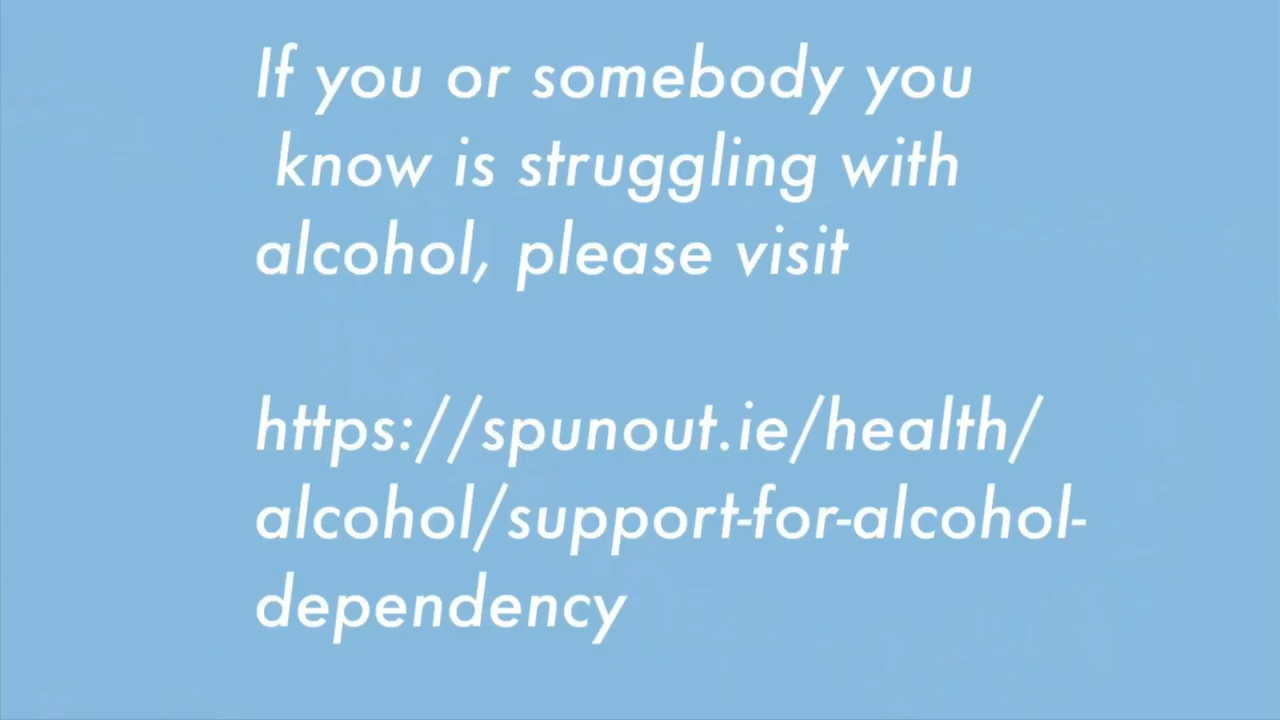 If you or somebody you
know is struggling with
alcohol, please visit
https://spunout.ie/health/
alcohol/support-for-alcohol-
dependency